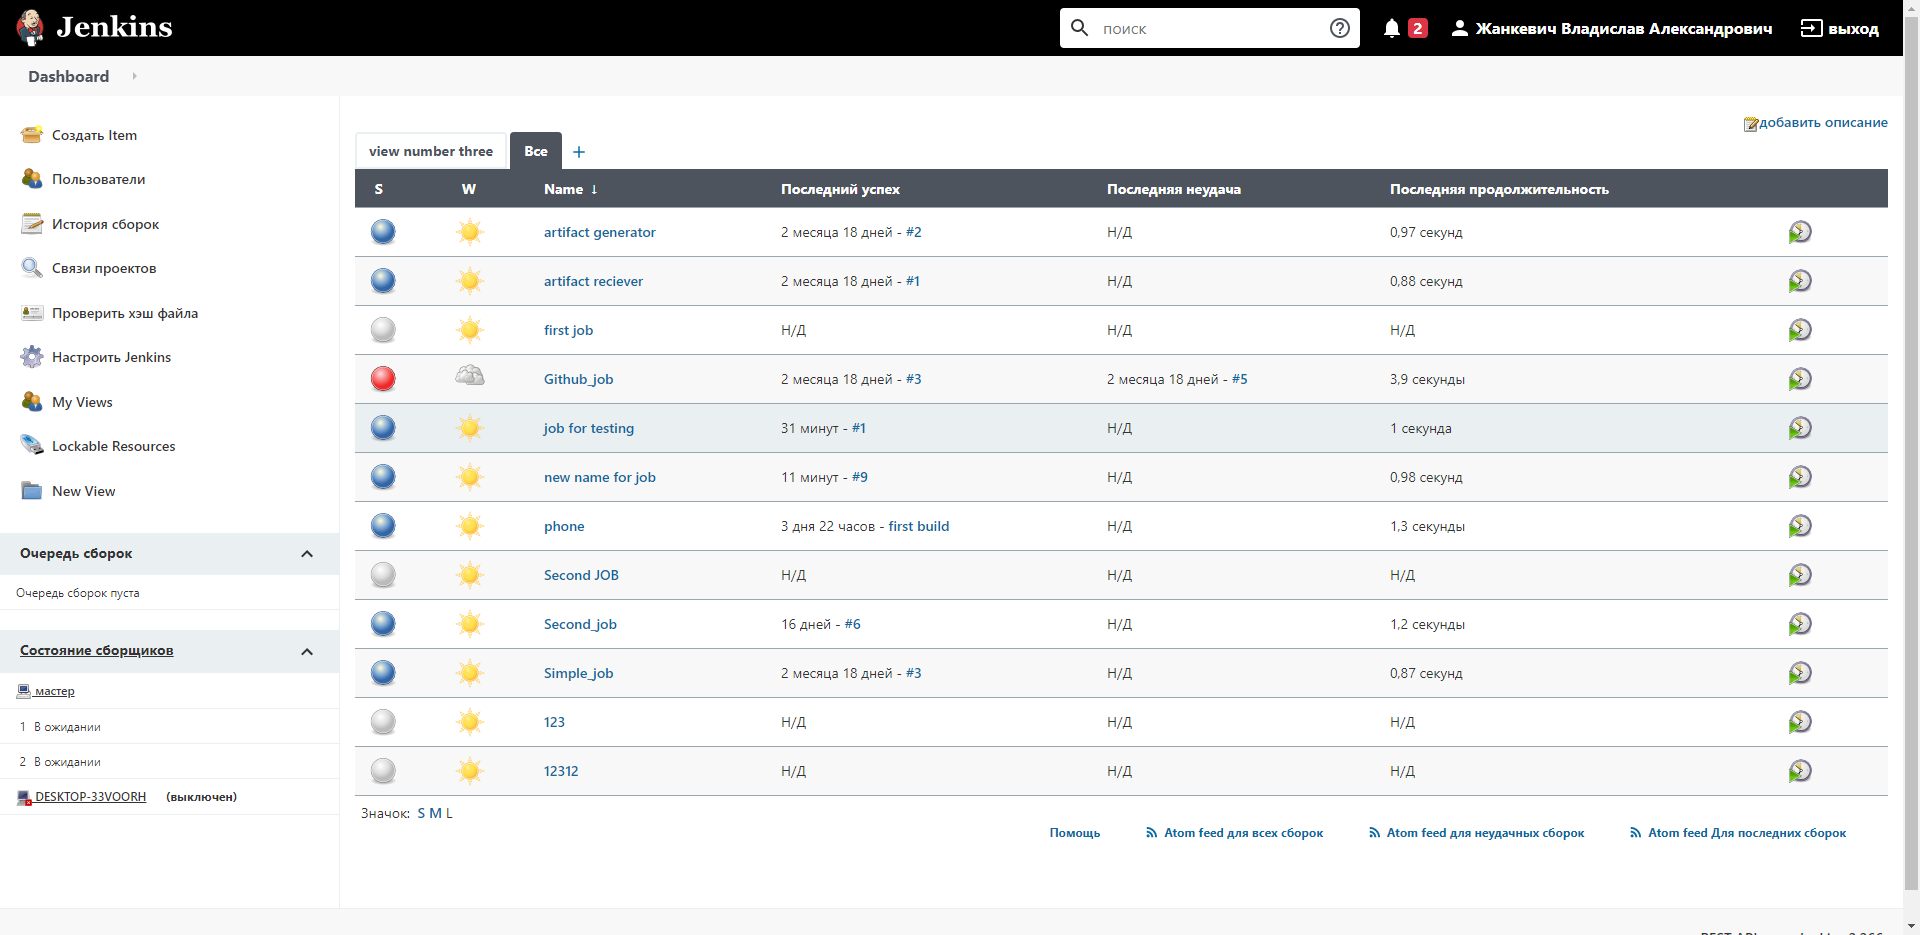 Jenkins
поиск
2
Жанкевич Владислав Александрович
выход
Dashboard
Создать Item
Пользователи
История сборок
Связи проектов
Проверить хэш файла
Настроить Jenkins
My Views
Lockable Resources
New View
Очередь сборок
Очередь сборок пуста
Состояние сборщиков
мастер
1 В ожидании
2 В ожидании
DESKTOP-33VOORH (выключен)
добавить описание
view number three Все +
S W Name ↓ Последний успех Последняя неудача Последняя продолжительность
artifact generator 2 месяца 18 дней - #2 Н/Д 0,97 секунд
artifact reciever 2 месяца 18 дней - #1 Н/Д 0,88 секунд
first job Н/Д Н/Д Н/Д
Github_job 2 месяца 18 дней - #3 2 месяца 18 дней - #5 3,9 секунды
job for testing 31 минут - #1 Н/Д 1 секунда
new name for job 11 минут - #9 Н/Д 0,98 секунд
phone 3 дня 22 часов - first build Н/Д 1,3 секунды
Second JOB Н/Д Н/Д Н/Д
Second_job 16 дней - #6 Н/Д 1,2 секунды
Simple_job 2 месяца 18 дней - #3 Н/Д 0,87 секунд
123 Н/Д Н/Д Н/Д
12312 Н/Д Н/Д Н/Д
Значок: S M L
Помощь Atom feed для всех сборок Atom feed для неудачных сборок Atom feed Для последних сборок